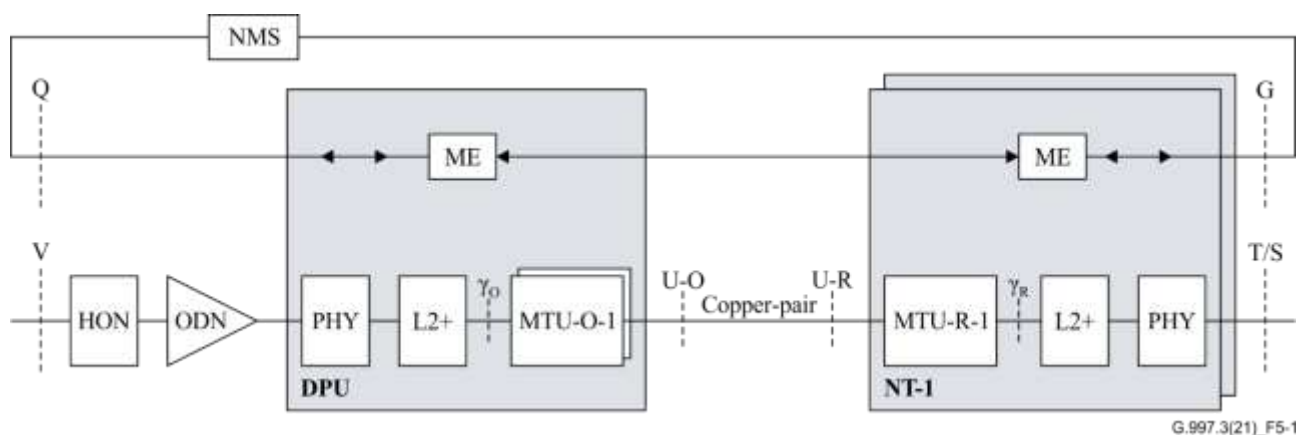 NMS
Q
G
ME
ME
V
T/S
U-O
U-R
γO
γR
Copper-pair
HON
ODN
PHY
L2+
MTU-O-1
MTU-R-1
L2+
PHY
DPU
NT-1
G.997.3(21)_F5-1